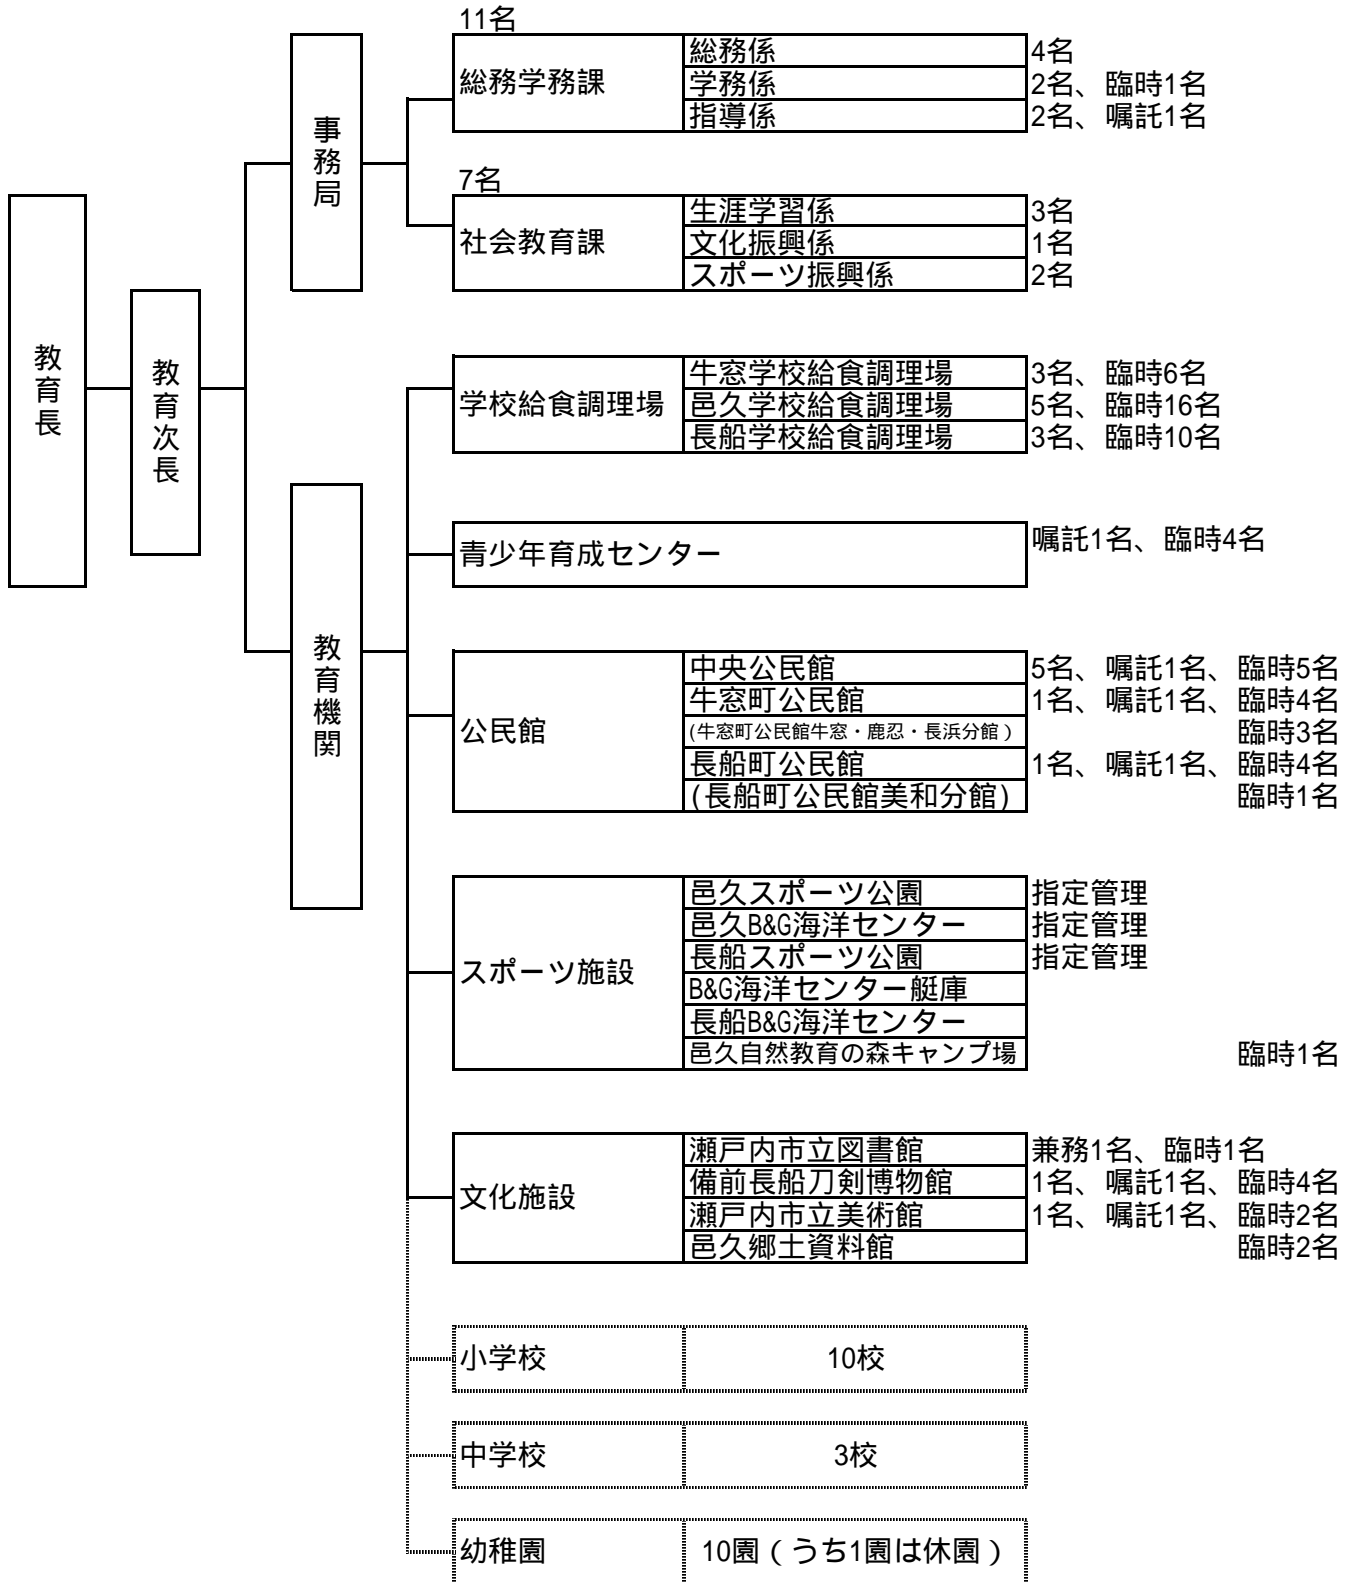 11名
総務学務課
総務係 4名
学務係 2名、臨時1名
指導係 2名、嘱託1名
事務局
7名
社会教育課
生涯学習係 3名
文化振興係 1名
スポーツ振興係 2名
教育長
教育次長
学校給食調理場
牛窓学校給食調理場 3名、臨時6名
邑久学校給食調理場 5名、臨時16名
長船学校給食調理場 3名、臨時10名
青少年育成センター 嘱託1名、臨時4名
教育機関
公民館
中央公民館 5名、嘱託1名、臨時5名
牛窓町公民館 1名、嘱託1名、臨時4名
(牛窓町公民館牛窓・鹿忍・長浜分館) 臨時3名
長船町公民館 1名、嘱託1名、臨時4名
(長船町公民館美和分館) 臨時1名
スポーツ施設
邑久スポーツ公園 指定管理
邑久B&G海洋センター 指定管理
長船スポーツ公園 指定管理
B&G海洋センター艇庫
長船B&G海洋センター
邑久自然教育の森キャンプ場 臨時1名
文化施設
瀬戸内市立図書館 兼務1名、臨時1名
備前長船刀剣博物館 1名、嘱託1名、臨時4名
瀬戸内市立美術館 1名、嘱託1名、臨時2名
邑久郷土資料館 臨時2名
小学校 10校
中学校 3校
幼稚園 10園(うち1園は休園)